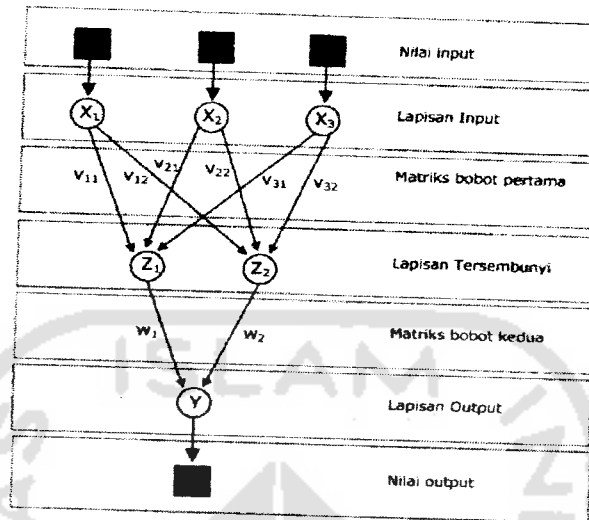 Nilai input
X1 X2 X3
Lapisan Input
v11 v12 v21 v22 v31 v32
Matriks bobot pertama
Z1 Z2
Lapisan Tersembunyi
w1 w2
Matriks bobot kedua
ISLAM
Y
Lapisan Output
Nilai output